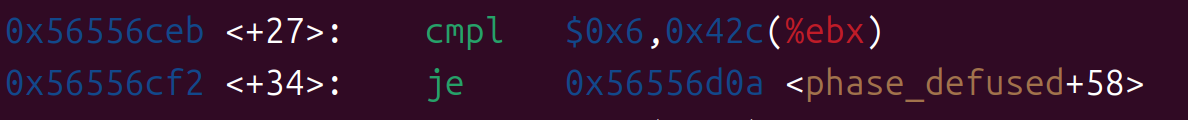 0x56556ceb <+27>: cmpl $0x6,0x42c(%ebx)
0x56556cf2 <+34>: je 0x56556d0a <phase_defused+58>